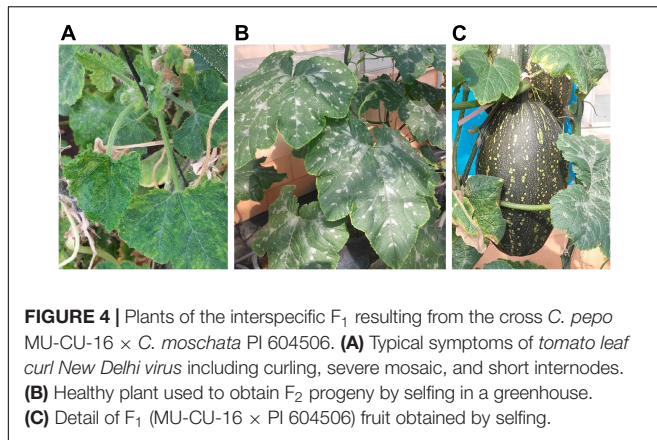 A B C
FIGURE 4 | Plants of the interspecific F₁ resulting from the cross C. pepo
MU-CU-16 × C. moschata PI 604506. (A) Typical symptoms of tomato leaf
curl New Delhi virus including curling, severe mosaic, and short internodes.
(B) Healthy plant used to obtain F₂ progeny by selfing in a greenhouse.
(C) Detail of F₁ (MU-CU-16 × PI 604506) fruit obtained by selfing.